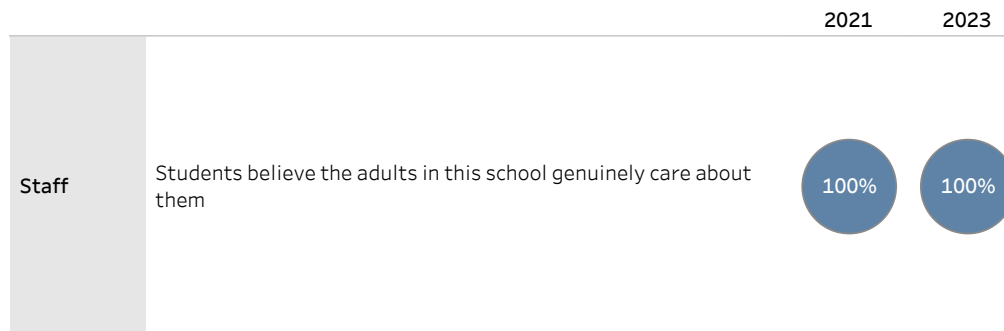 2021 2023
Staff
Students believe the adults in this school genuinely care about
them
100% 100%